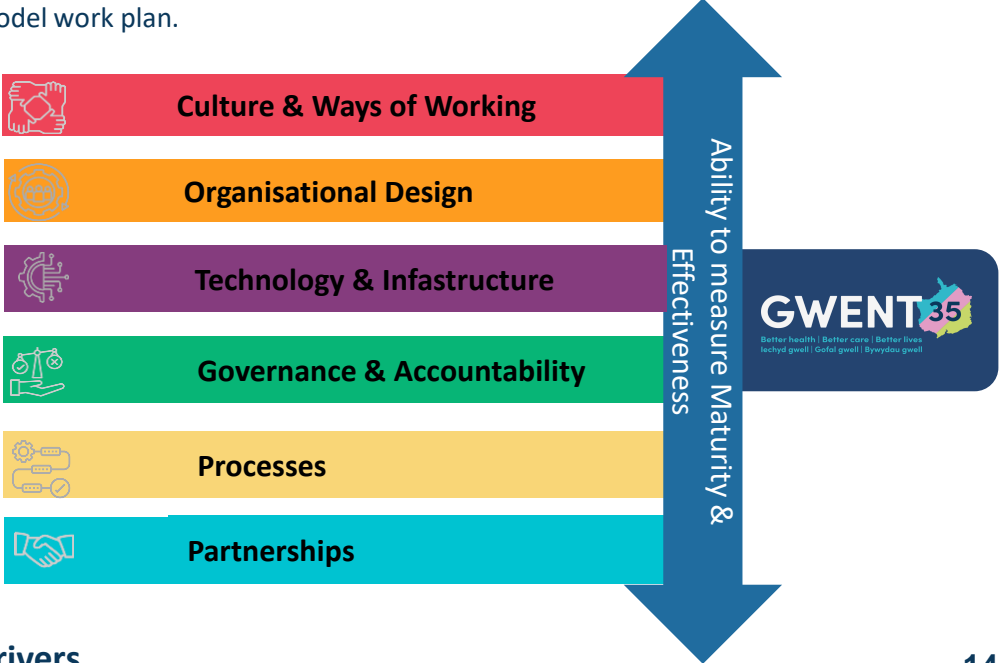 odel work plan.
Culture & Ways of Working
Organisational Design
Technology & Infastructure
Governance & Accountability
Processes
Partnerships
Ability to measure Maturity &
Effectiveness
GWENT35
Better health | Better care | Better lives
Iechyd gwell | Gofal gwell | Bywydau gwell
rivers
14